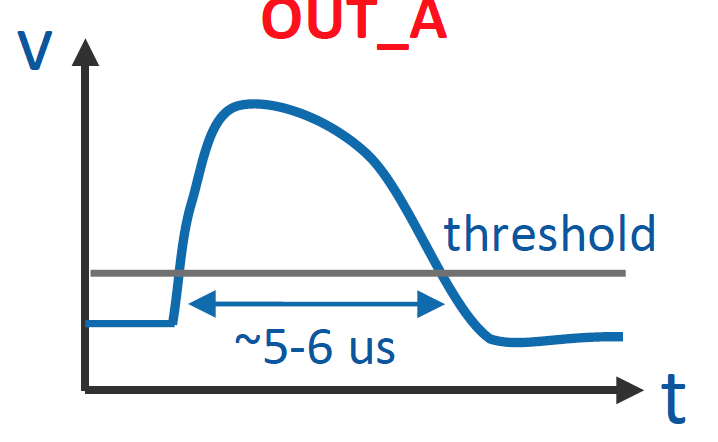 OUT_A
V
threshold
~5-6 us
t